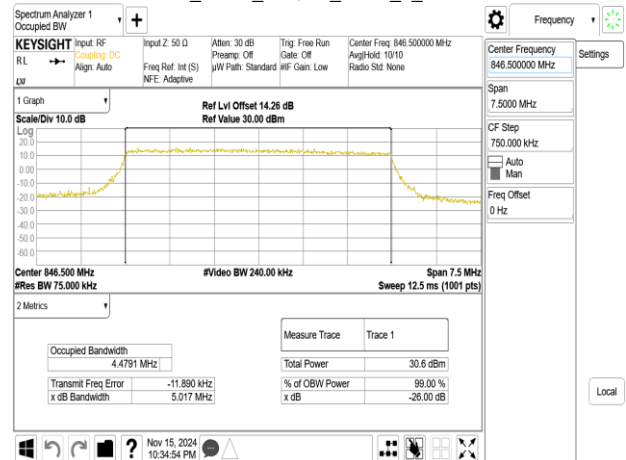 Spectrum Analyzer 1
Occupied BW
Frequency
KEYSIGHT
RL
Input: RF
Coupling: DC
Align: Auto
Input Z: 50 Ω
Freq Ref: Int (S)
NFE: Adaptive
Atten: 30 dB
Preamp: Off
µW Path: Standard
Trig: Free Run
Gate: Off
#IF Gain: Low
Center Freq: 846.500000 MHz
Avg|Hold: 10/10
Radio Std: None
Center Frequency
846.500000 MHz
Settings
Span
7.5000 MHz
CF Step
750.000 kHz
Auto
Man
Freq Offset
0 Hz
Local
1 Graph
Scale/Div 10.0 dB
Ref Lvl Offset 14.26 dB
Ref Value 30.00 dBm
Log
20.0
10.0
0.00
-10.0
-20.0
-30.0
-40.0
-50.0
-60.0
Center 846.500 MHz
#Video BW 240.00 kHz
Span 7.5 MHz
#Res BW 75.000 kHz
Sweep 12.5 ms (1001 pts)
2 Metrics
Measure Trace Trace 1
Occupied Bandwidth
4.4791 MHz
Total Power 30.6 dBm
Transmit Freq Error -11.890 kHz
% of OBW Power 99.00 %
x dB Bandwidth 5.017 MHz
x dB -26.00 dB
?
Nov 15, 2024
10:34:54 PM